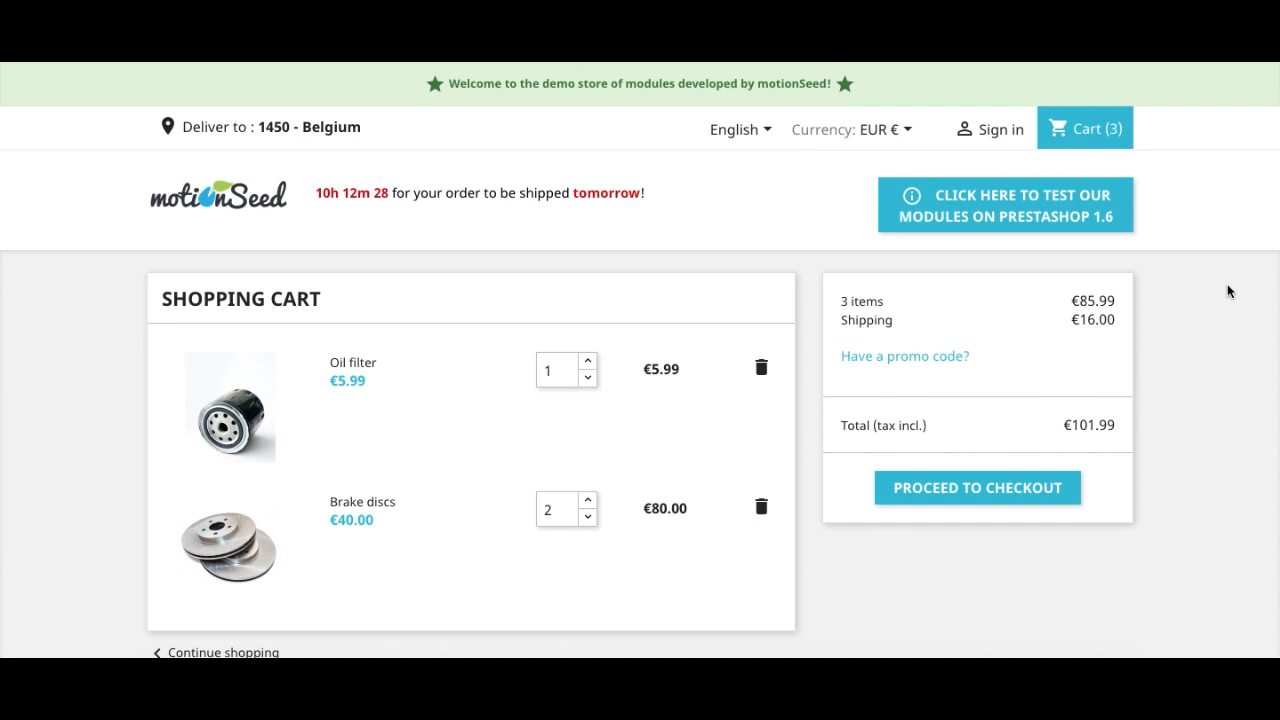 ★ Welcome to the demo store of modules developed by motionSeed! ★
Deliver to : 1450 - Belgium
English
Currency: EUR €
Sign in
Cart (3)
motionSeed
10h 12m 28 for your order to be shipped tomorrow!
CLICK HERE TO TEST OUR
MODULES ON PRESTASHOP 1.6
SHOPPING CART
Oil filter
€5.99
1
€5.99
Brake discs
€40.00
2
€80.00
Continue shopping
3 items €85.99
Shipping €16.00
Have a promo code?
Total (tax incl.) €101.99
PROCEED TO CHECKOUT